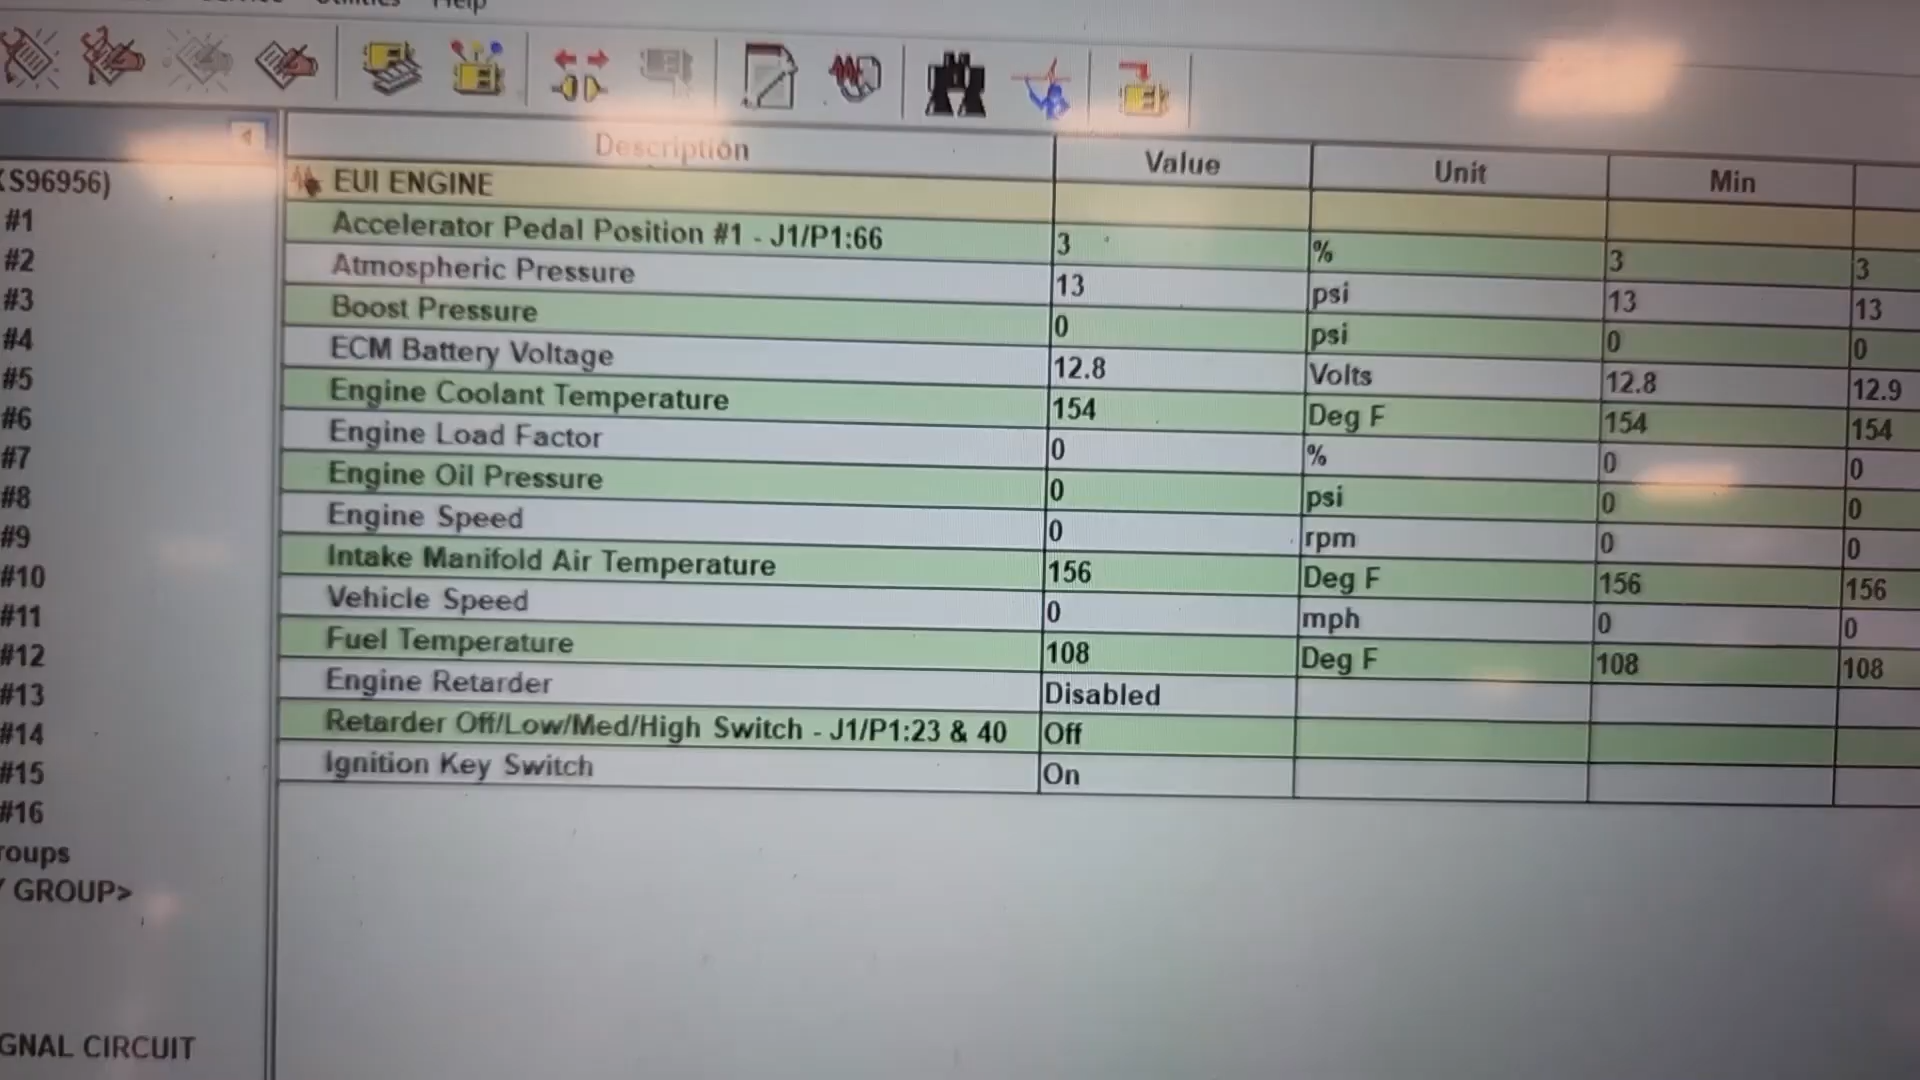 Utilities Help
Description Value Unit Min
(S96956)
#1
#2
#3
#4
#5
#6
#7
#8
#9
#10
#11
#12
#13
#14
#15
#16
roups
GROUP>
GNAL CIRCUIT
EUI ENGINE
Accelerator Pedal Position #1 - J1/P1:66 3 % 3 3
Atmospheric Pressure 13 psi 13 13
Boost Pressure 0 psi 0 0
ECM Battery Voltage 12.8 Volts 12.8 12.9
Engine Coolant Temperature 154 Deg F 154 154
Engine Load Factor 0 % 0 0
Engine Oil Pressure 0 psi 0 0
Engine Speed 0 rpm 0 0
Intake Manifold Air Temperature 156 Deg F 156 156
Vehicle Speed 0 mph 0 0
Fuel Temperature 108 Deg F 108 108
Engine Retarder Disabled
Retarder Off/Low/Med/High Switch - J1/P1:23 & 40 Off
Ignition Key Switch On